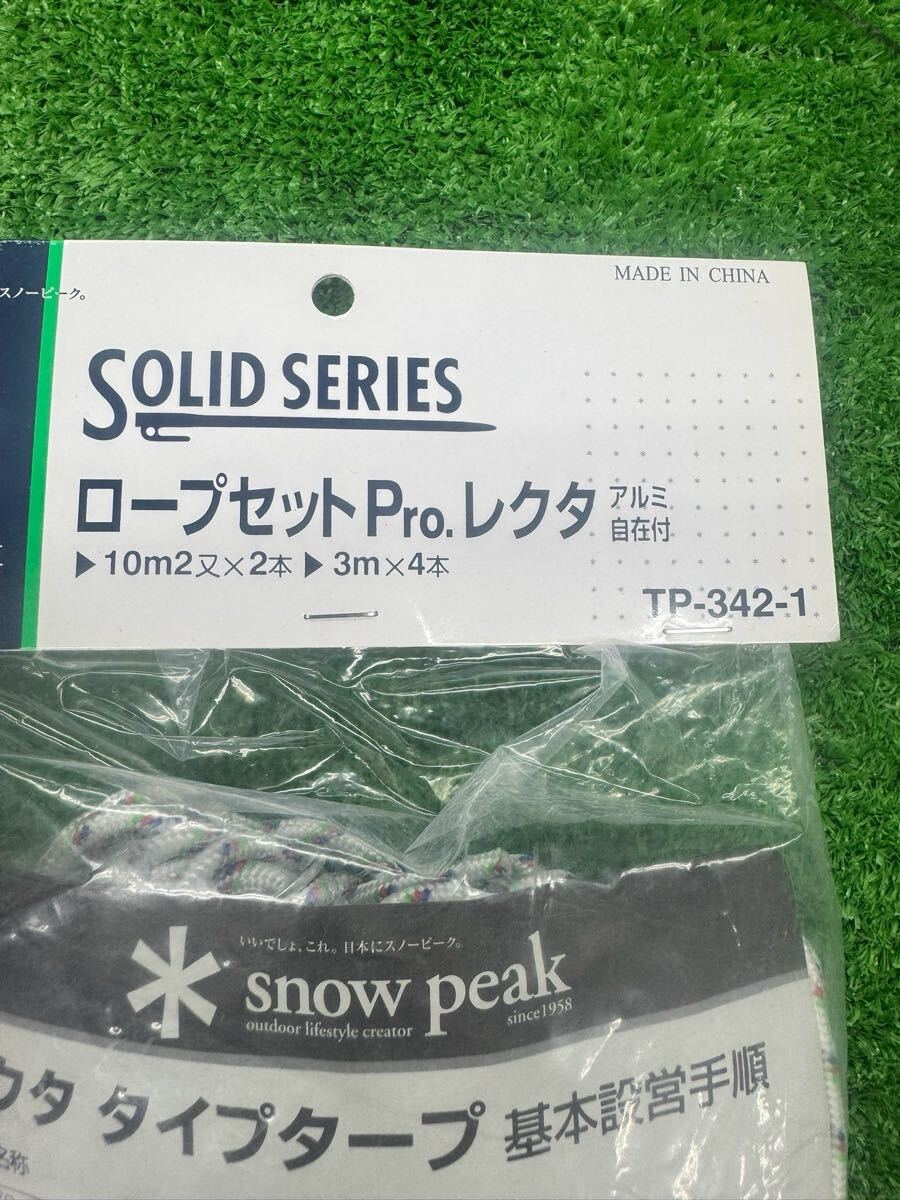 スノーピーク。
MADE IN CHINA
SOLID SERIES
ロープセットPro.レクタ アルミ自在付
▶10m2又×2本 ▶3m×4本
TP-342-1
いいでしょ、これ。日本にスノーピーク。
snow peak
outdoor lifestyle creator since1958
クタ タイプタープ 基本設営手順
名称